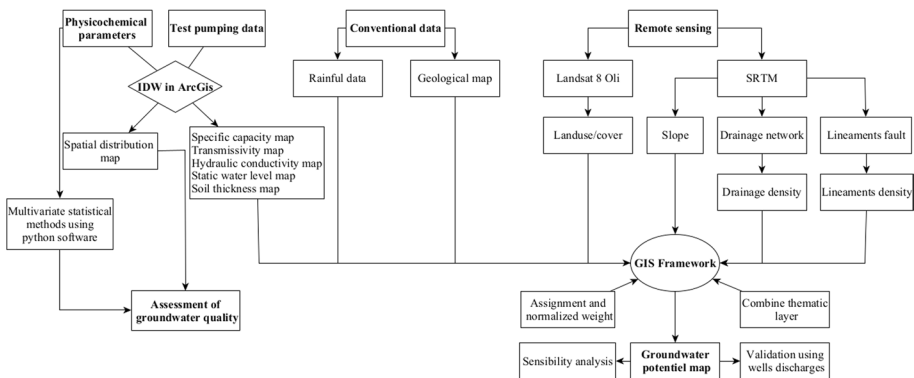 Physicochemical
parameters
Test pumping data
Conventional data
Remote sensing
IDW in ArcGis
Rainful data
Geological map
Landsat 8 Oli
SRTM
Spatial distribution
map
Specific capacity map
Transmissivity map
Hydraulic conductivity map
Static water level map
Soil thickness map
Landuse/cover
Slope
Drainage network
Lineaments fault
Drainage density
Lineaments density
Multivariate statistical
methods using
python software
GIS Framework
Assessment of
groundwater quality
Assignment and
normalized weight
Combine thematic
layer
Sensibility analysis
Groundwater
potentiel map
Validation using
wells discharges